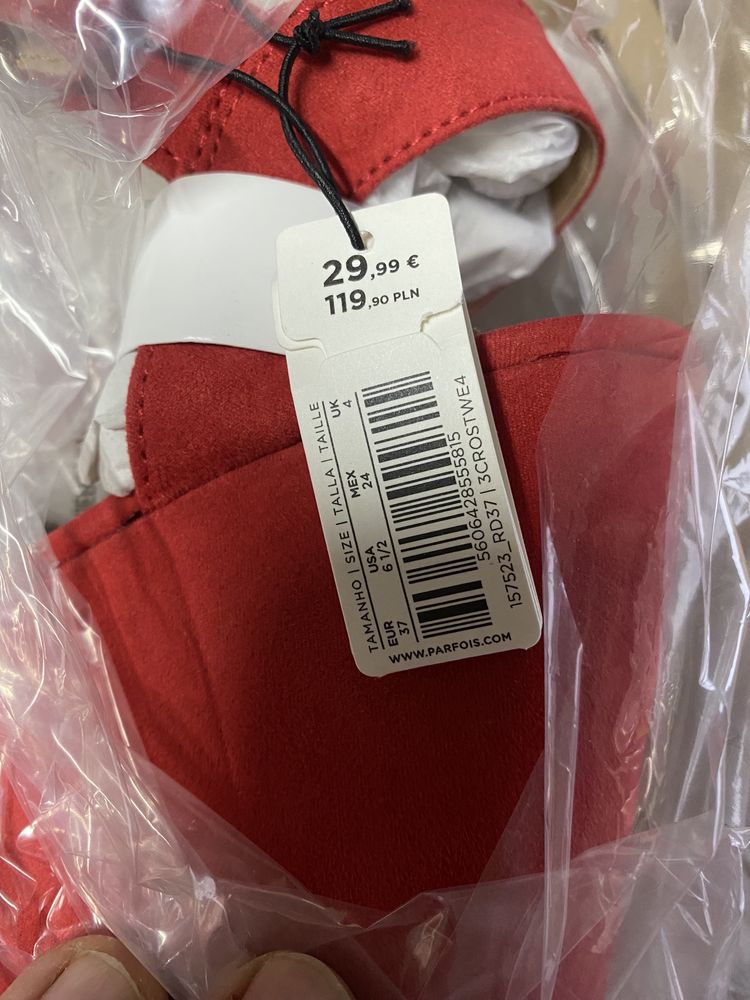 29,99 €
119,90 PLN
TAMANHO | SIZE | TALLA | TAILLE
EUR USA MEX UK
37 6 1/2 24 4
5606428555815
157523_RD37 | 3CROSTWE4
WWW.PARFOIS.COM